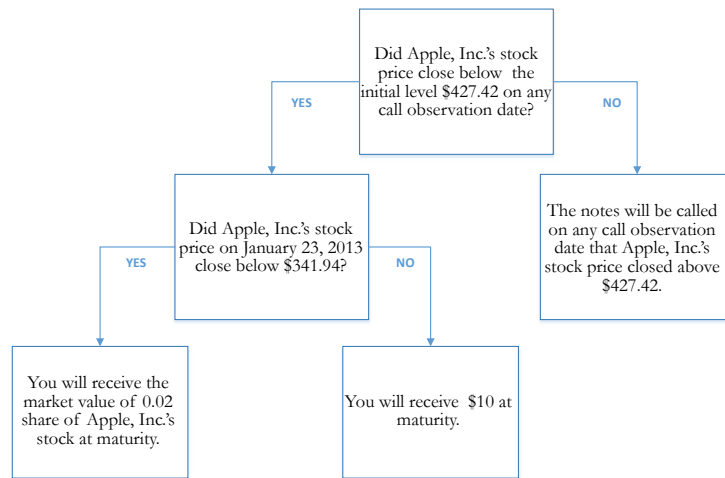 Did Apple, Inc.'s stock
price close below the
initial level $427.42 on any
call observation date?
YES
NO
Did Apple, Inc.'s stock
price on January 23, 2013
close below $341.94?
The notes will be called
on any call observation
date that Apple, Inc.'s
stock price closed above
$427.42.
YES
NO
You will receive the
market value of 0.02
share of Apple, Inc.'s
stock at maturity.
You will receive $10 at
maturity.